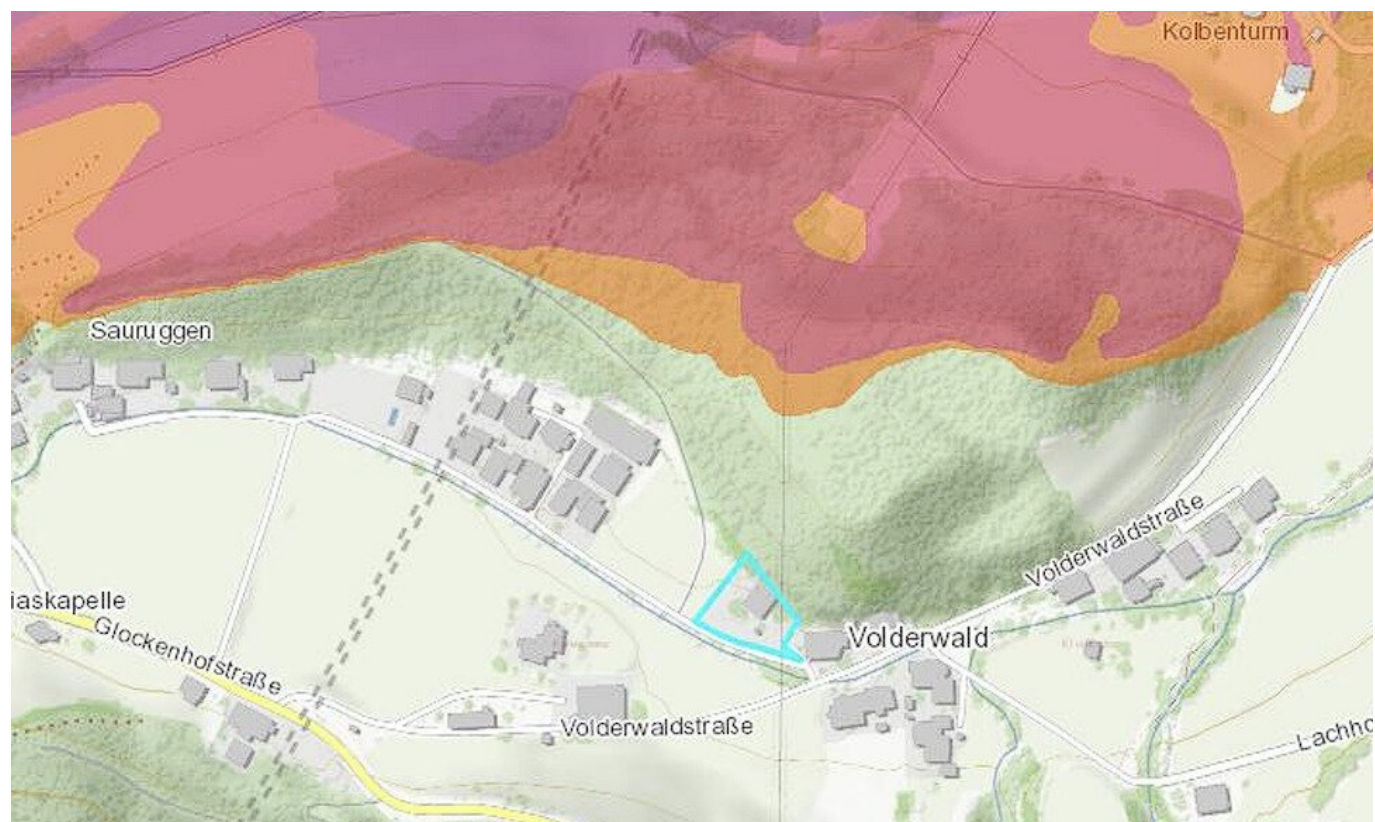 Kolbenturm
Sauruggen
Volderwaldstraße
iaskapelle
Glockenhofstraße
Volderwald
Volderwaldstraße
Lachho